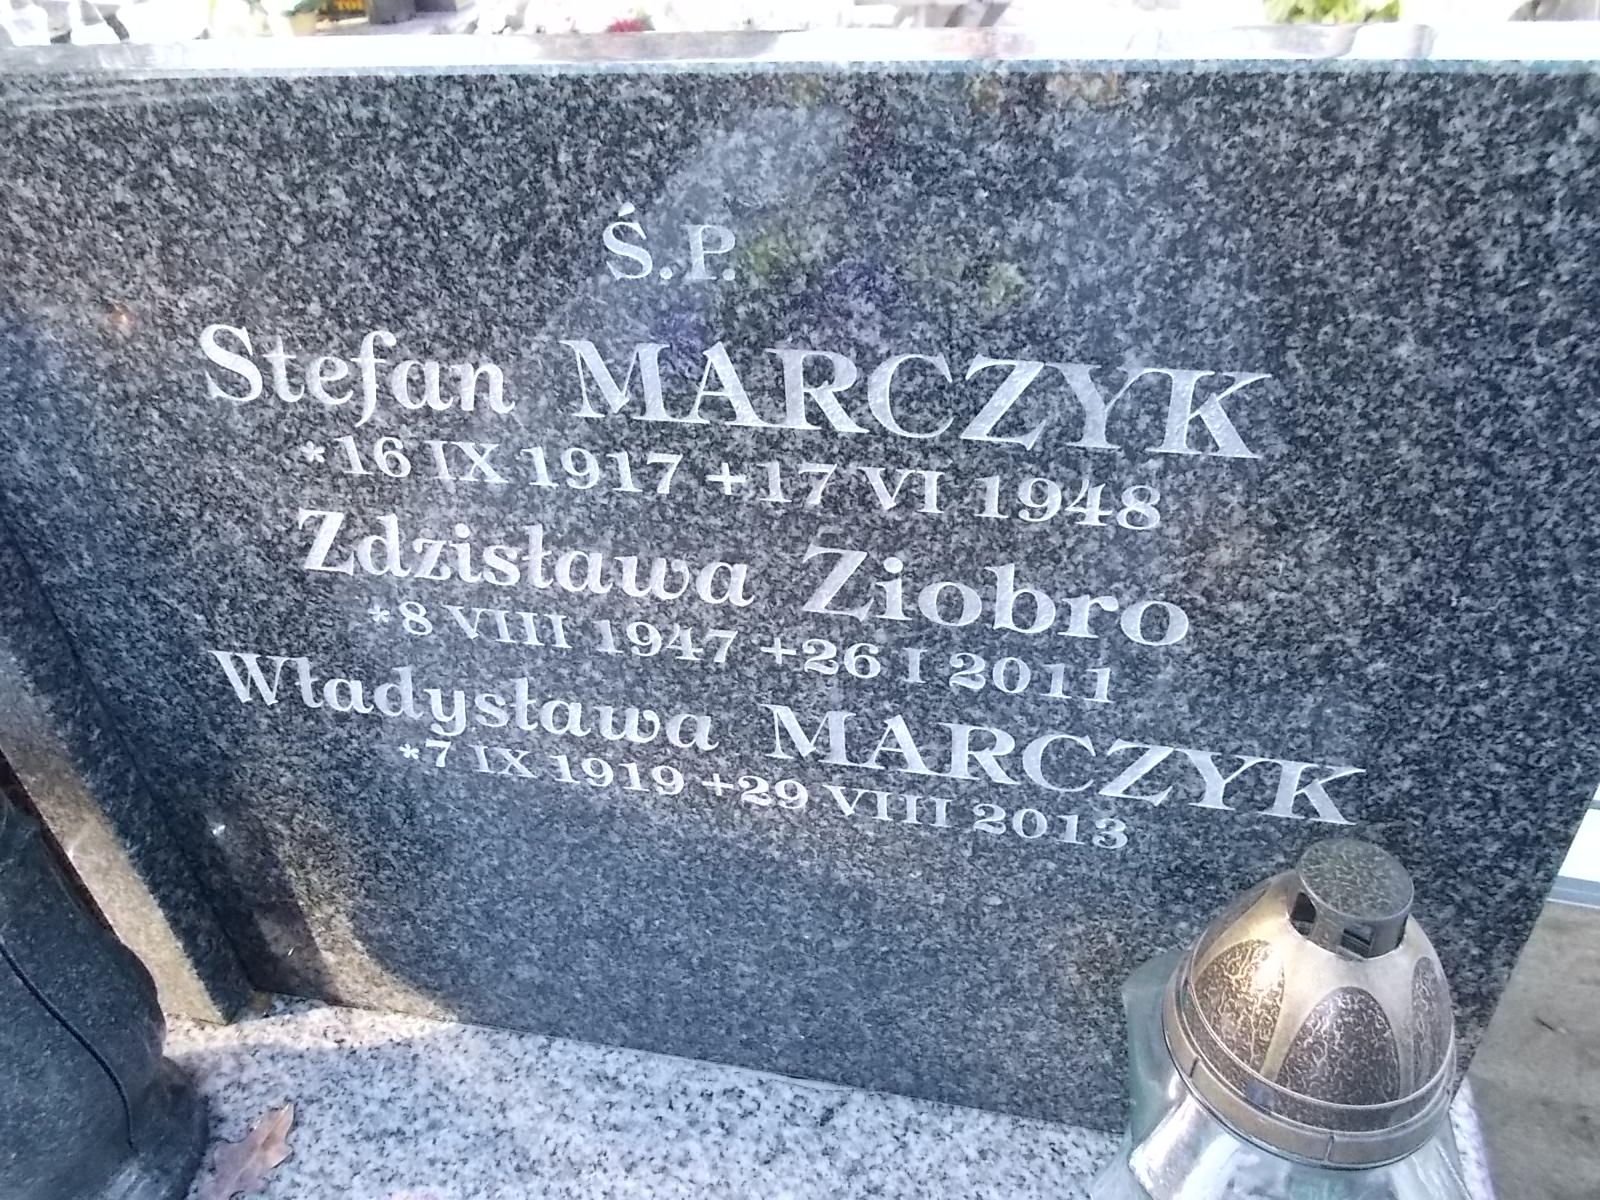 Ś.P.
Stefan MARCZYK
*16 IX 1917 +17 VI 1948
Zdzisława Ziobro
*8 VIII 1947 +26 I 2011
Władysława MARCZYK
*7 IX 1919 +29 VIII 2013